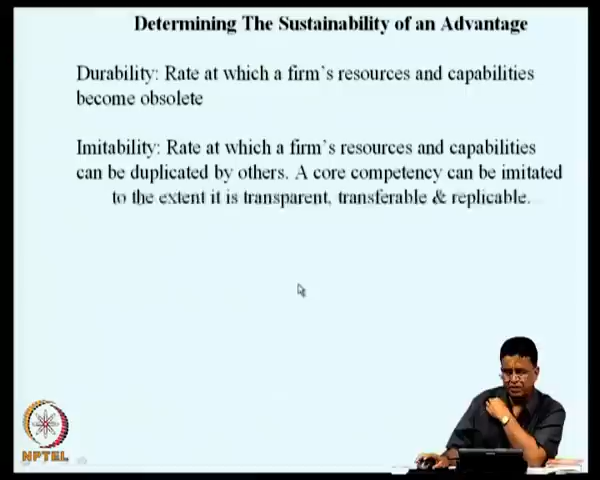 Determining The Sustainability of an Advantage
Durability: Rate at which a firm`s resources and capabilities
become obsolete
Imitability: Rate at which a firm`s resources and capabilities
can be duplicated by others. A core competency can be imitated
to the extent it is transparent, transferable & replicable.
NPTEL